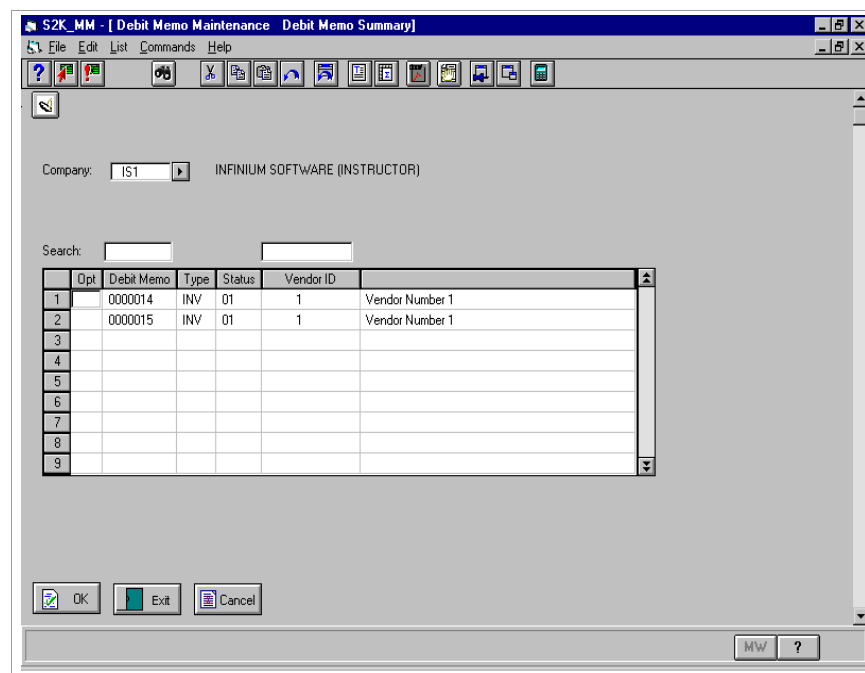 S2K_MM - [ Debit Memo Maintenance Debit Memo Summary]
File Edit List Commands Help
Company: IS1 INFINIUM SOFTWARE (INSTRUCTOR)
Search:
Opt Debit Memo Type Status Vendor ID
1 0000014 INV 01 1 Vendor Number 1
2 0000015 INV 01 1 Vendor Number 1
3
4
5
6
7
8
9
OK Exit Cancel
MW ?